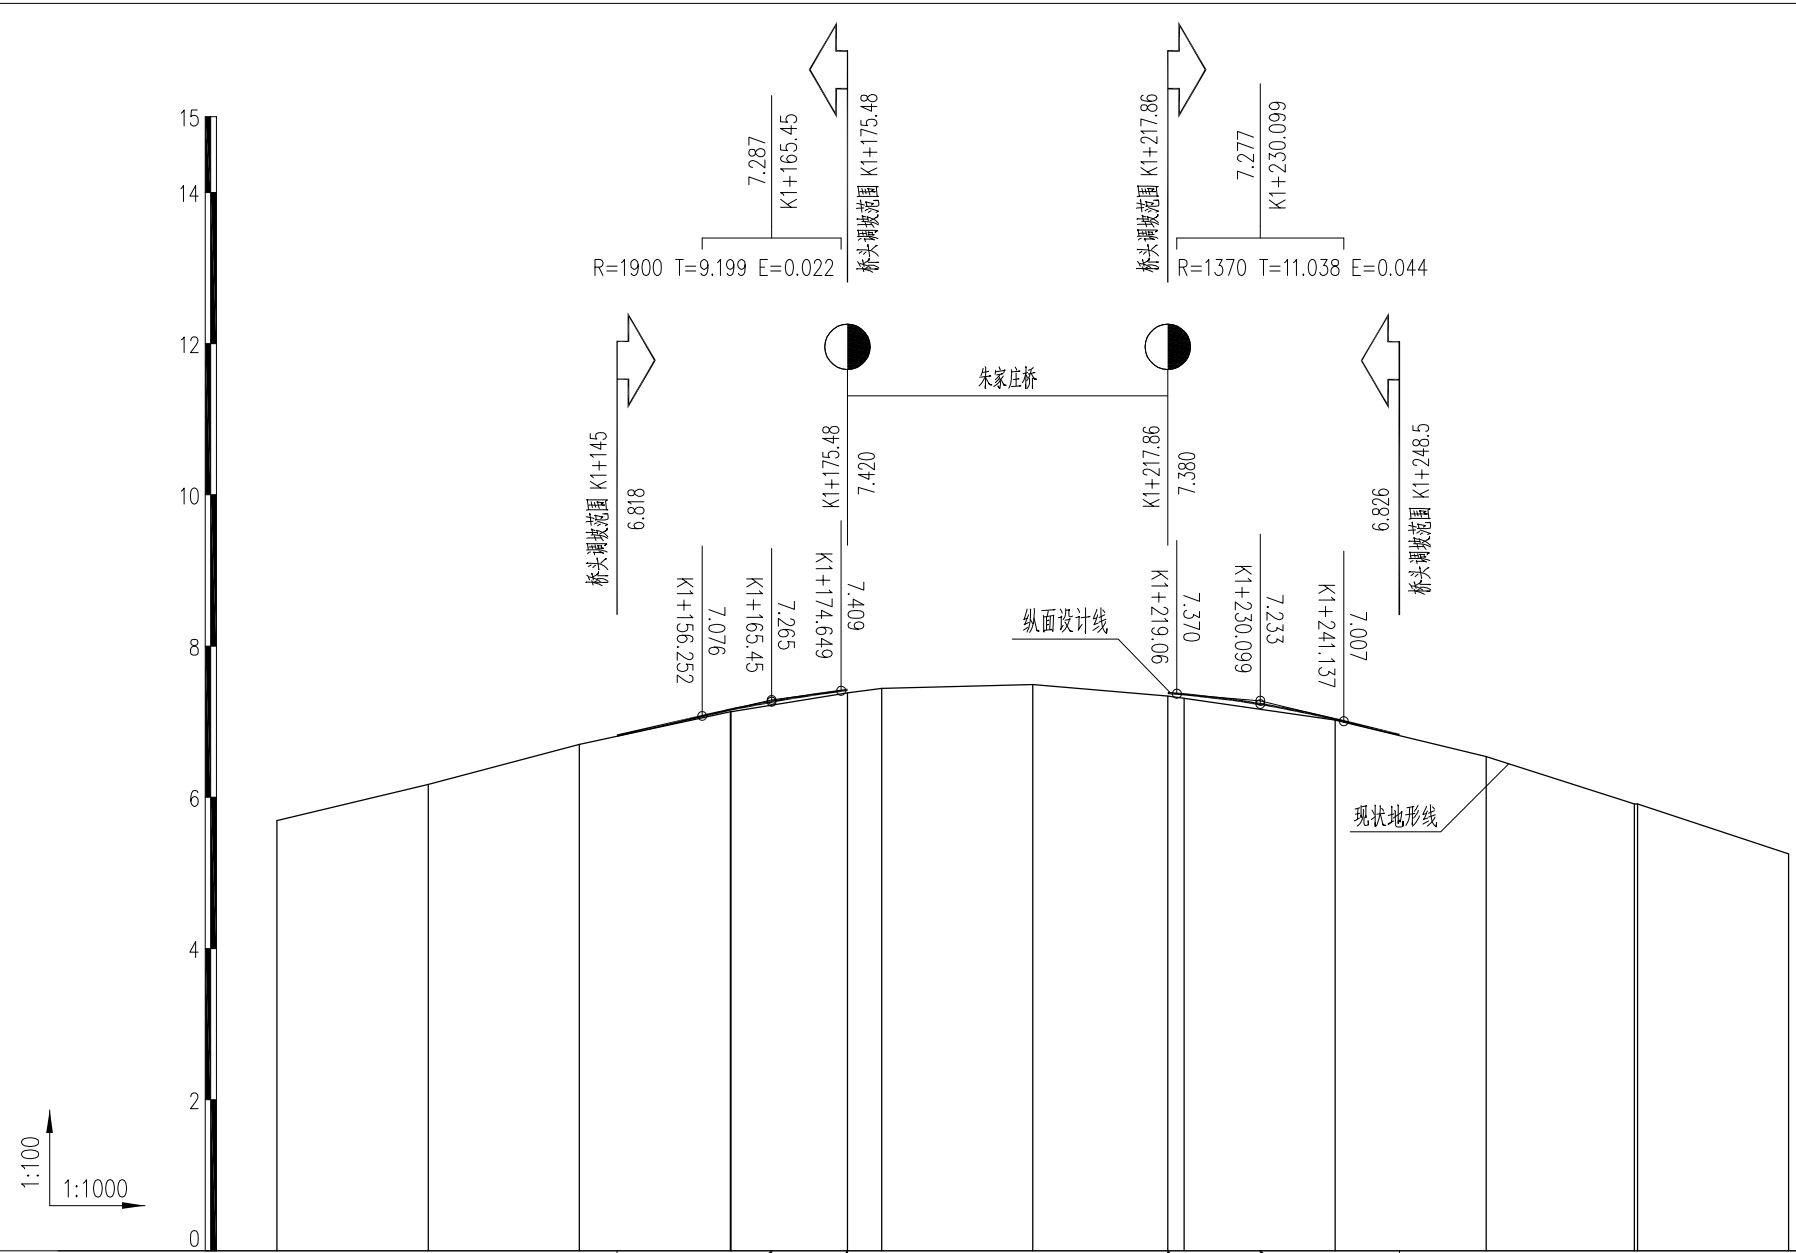 15
14
12
10
8
6
4
2
0
1:100
1:1000
7.287
K1+165.45
R=1900 T=9.199 E=0.022
桥头调坡范围 K1+175.48
桥头调坡范围 K1+217.86
7.277
K1+230.099
R=1370 T=11.038 E=0.044
朱家庄桥
桥头调坡范围 K1+145
6.818
K1+175.48
7.420
K1+217.86
7.380
6.826
桥头调坡范围 K1+248.5
K1+156.252
7.076
K1+165.45
7.265
K1+174.649
7.409
纵面设计线
K1+219.06
7.370
K1+230.099
7.233
K1+241.137
7.007
现状地形线